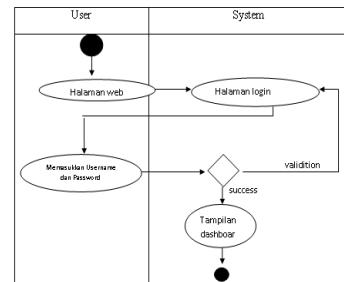 User
System
Halaman web
Halaman login
Memasukkan Username
dan Password
validition
success
Tampilan
dashboar